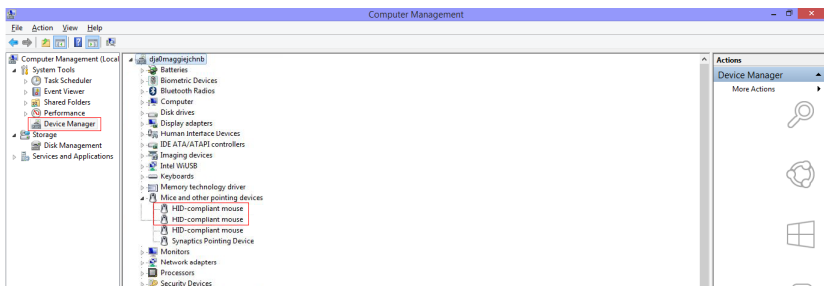 Computer Management
File Action View Help
Computer Management (Local
System Tools
Task Scheduler
Event Viewer
Shared Folders
Performance
Device Manager
Storage
Disk Management
Services and Applications
dja0maggiejchnb
Batteries
Biometric Devices
Bluetooth Radios
Computer
Disk drives
Display adapters
Human Interface Devices
IDE ATA/ATAPI controllers
Imaging devices
Intel WiUSB
Keyboards
Memory technology driver
Mice and other pointing devices
HID-compliant mouse
HID-compliant mouse
HID-compliant mouse
Synaptics Pointing Device
Monitors
Network adapters
Processors
Security Devices
Actions
Device Manager
More Actions